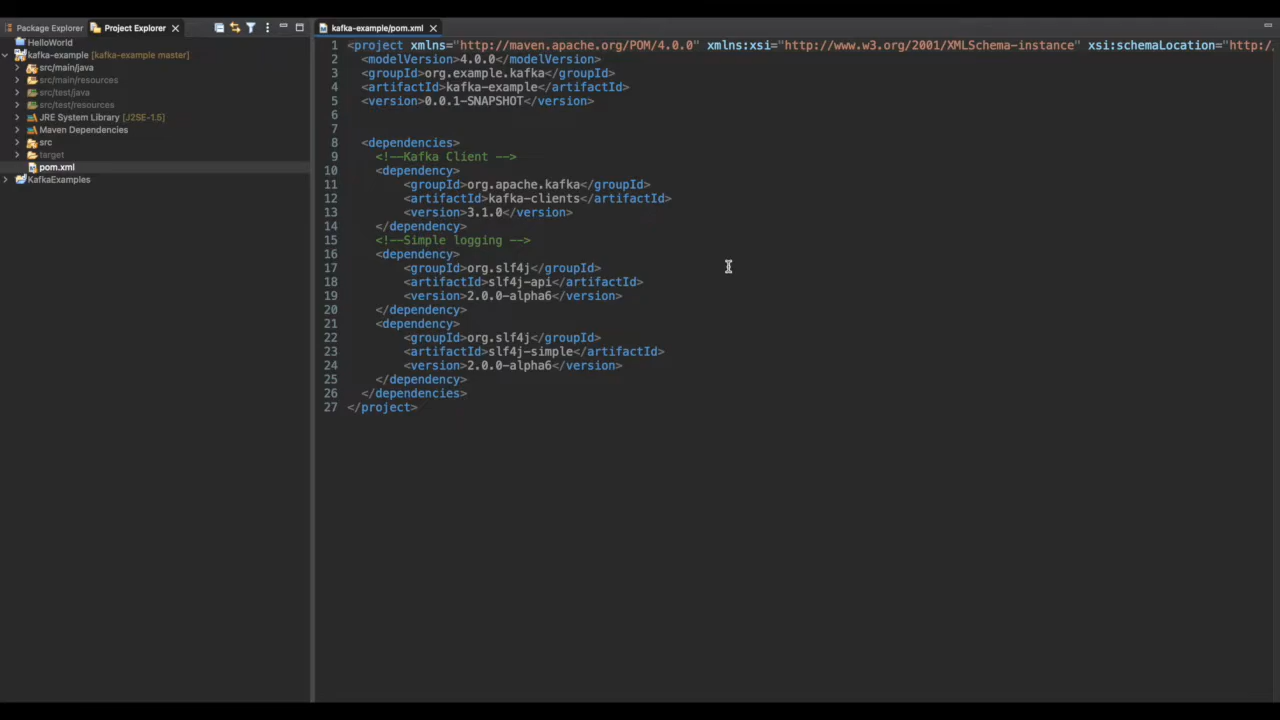 Package Explorer
Project Explorer
HelloWorld
kafka-example [kafka-example master]
src/main/java
src/main/resources
src/test/java
src/test/resources
JRE System Library [J2SE-1.5]
Maven Dependencies
src
target
pom.xml
KafkaExamples
kafka-example/pom.xml
1 <project xmlns="http://maven.apache.org/POM/4.0.0" xmlns:xsi="http://www.w3.org/2001/XMLSchema-instance" xsi:schemaLocation="http:/
2 <modelVersion>4.0.0</modelVersion>
3 <groupId>org.example.kafka</groupId>
4 <artifactId>kafka-example</artifactId>
5 <version>0.0.1-SNAPSHOT</version>
6
7
8 <dependencies>
9 <!--Kafka Client -->
10 <dependency>
11 <groupId>org.apache.kafka</groupId>
12 <artifactId>kafka-clients</artifactId>
13 <version>3.1.0</version>
14 </dependency>
15 <!--Simple logging -->
16 <dependency>
17 <groupId>org.slf4j</groupId>
18 <artifactId>slf4j-api</artifactId>
19 <version>2.0.0-alpha6</version>
20 </dependency>
21 <dependency>
22 <groupId>org.slf4j</groupId>
23 <artifactId>slf4j-simple</artifactId>
24 <version>2.0.0-alpha6</version>
25 </dependency>
26 </dependencies>
27 </project>